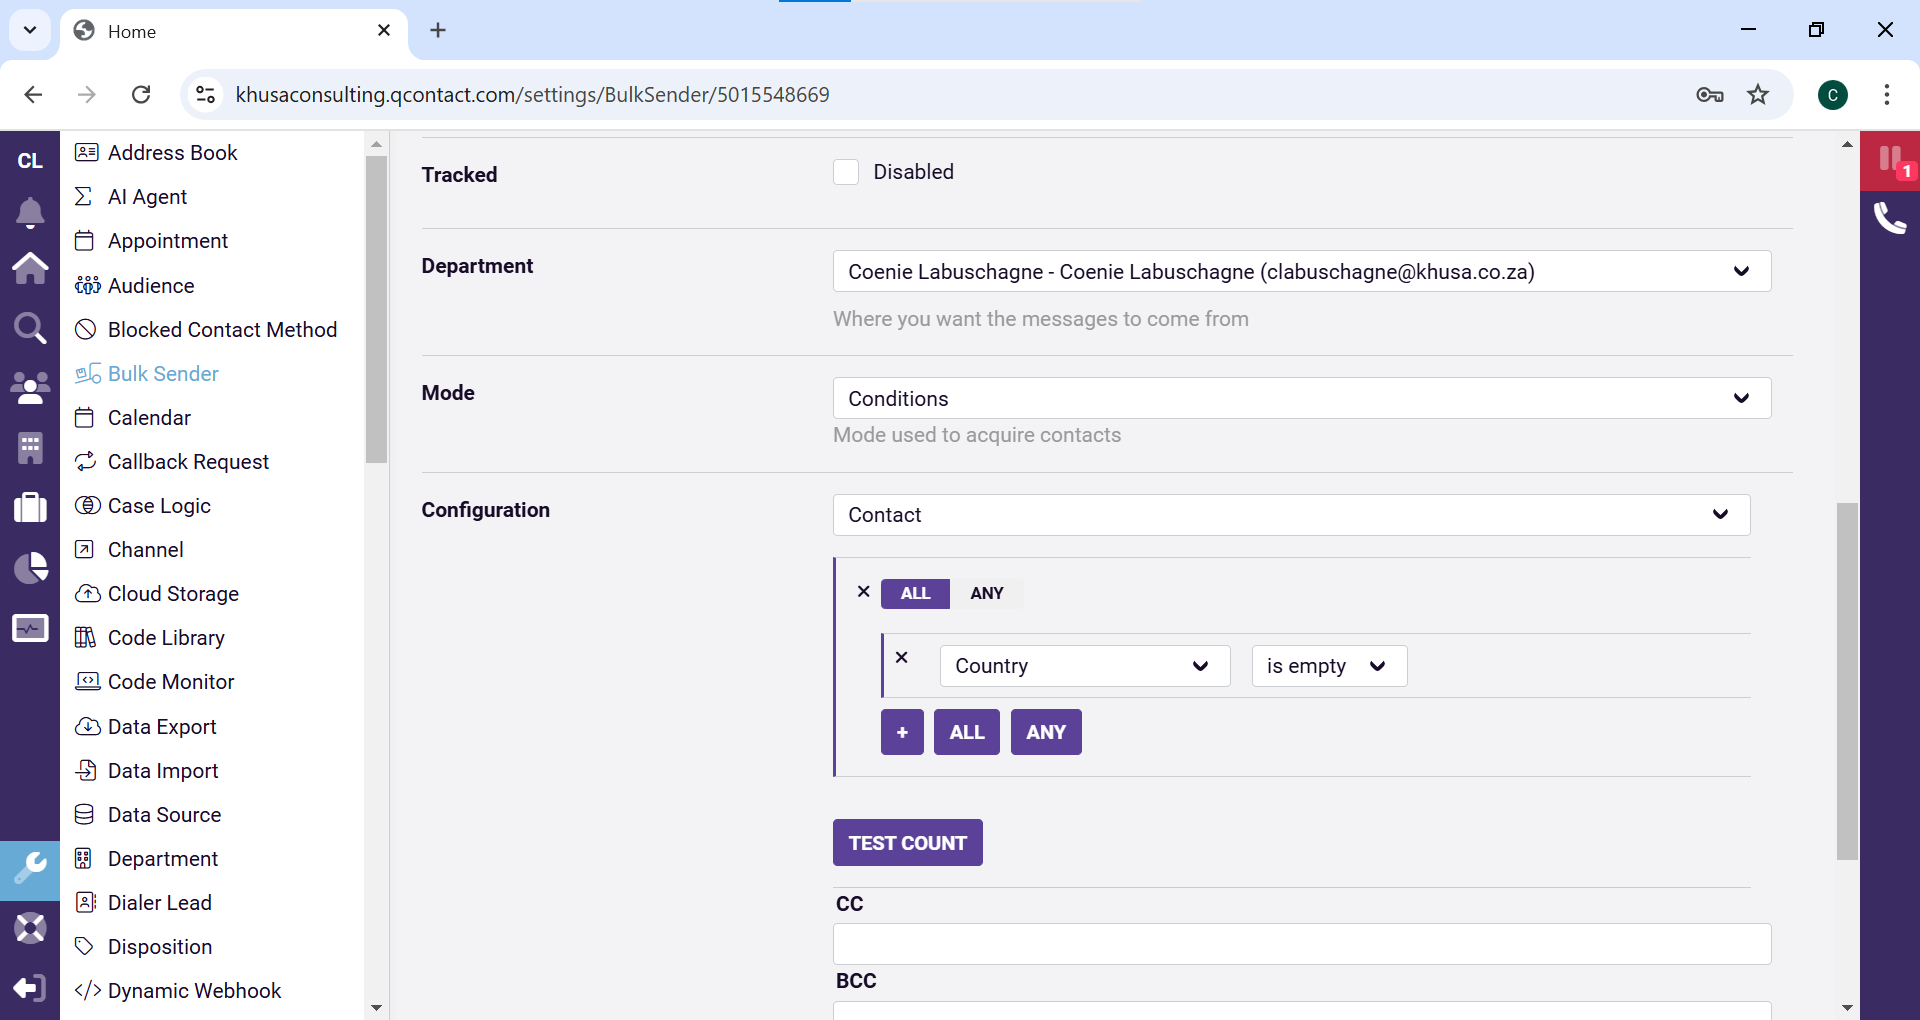 Home
khusaconsulting.qcontact.com/settings/BulkSender/5015548669
C
CL
Address Book
AI Agent
Appointment
Audience
Blocked Contact Method
Bulk Sender
Calendar
Callback Request
Case Logic
Channel
Cloud Storage
Code Library
Code Monitor
Data Export
Data Import
Data Source
Department
Dialer Lead
Disposition
Dynamic Webhook
Tracked
Disabled
Department
Coenie Labuschagne - Coenie Labuschagne (clabuschagne@khusa.co.za)
Where you want the messages to come from
Mode
Conditions
Mode used to acquire contacts
Configuration
Contact
ALL ANY
Country is empty
+ ALL ANY
TEST COUNT
CC
BCC
1